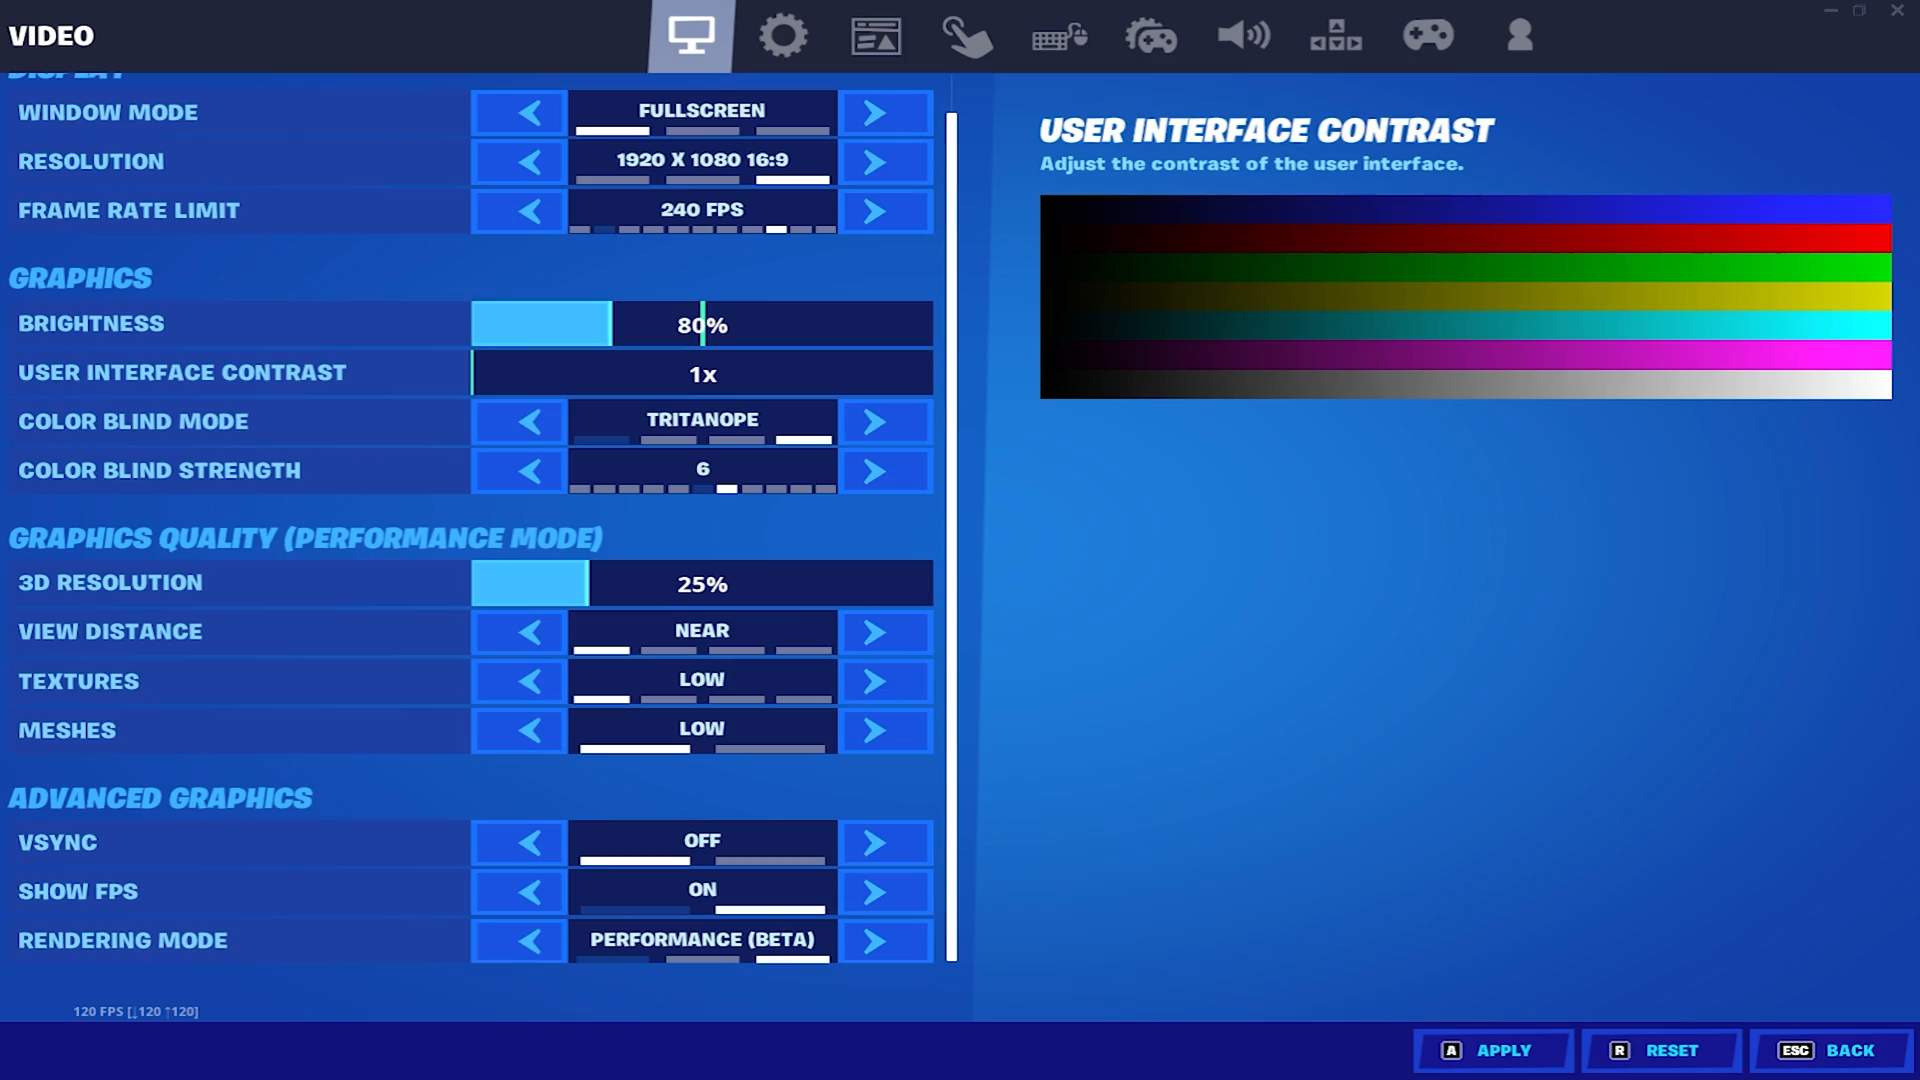 VIDEO
DISPLAY
WINDOW MODE
FULLSCREEN
RESOLUTION
1920 X 1080 16:9
FRAME RATE LIMIT
240 FPS
GRAPHICS
BRIGHTNESS
80%
USER INTERFACE CONTRAST
1x
COLOR BLIND MODE
TRITANOPE
COLOR BLIND STRENGTH
6
GRAPHICS QUALITY (PERFORMANCE MODE)
3D RESOLUTION
25%
VIEW DISTANCE
NEAR
TEXTURES
LOW
MESHES
LOW
ADVANCED GRAPHICS
VSYNC
OFF
SHOW FPS
ON
RENDERING MODE
PERFORMANCE (BETA)
120 FPS [↓120 ↑120]
USER INTERFACE CONTRAST
Adjust the contrast of the user interface.
A APPLY
R RESET
ESC BACK